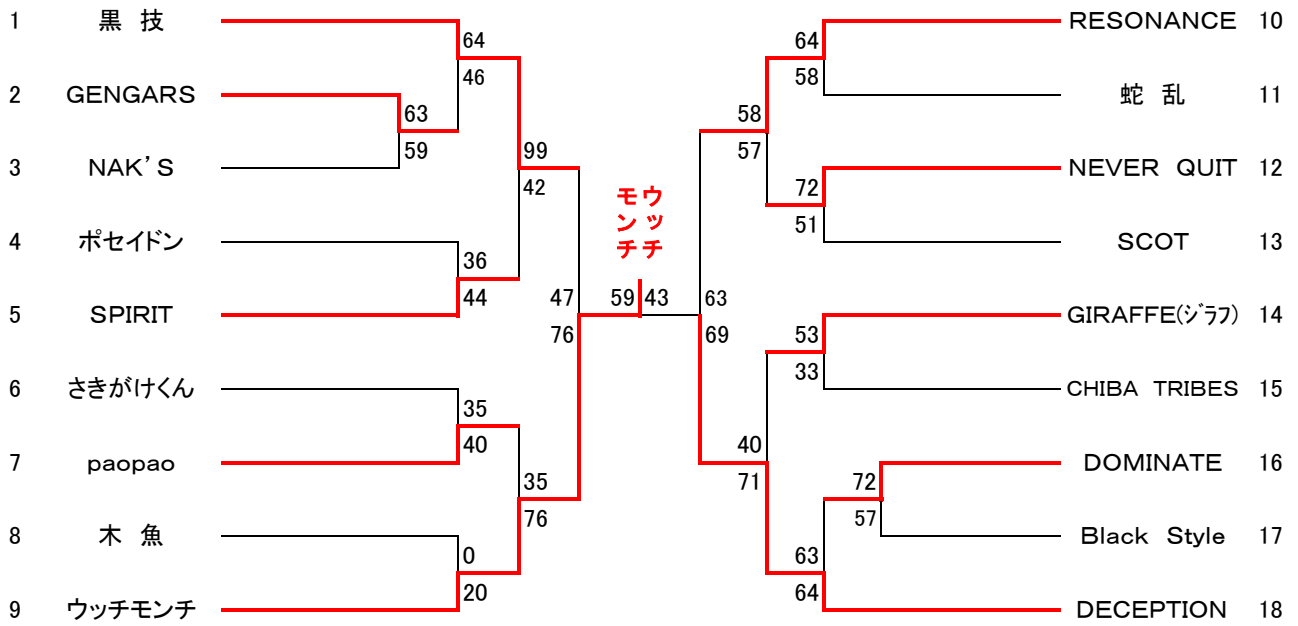 1 黒 技 64 RESONANCE 10
64
46
58
2 GENGARS 63 蛇 乱 11
58
59 99 57
3 NAK'S 42 72 NEVER QUIT 12
ウッチモンチ
51
4 ポセイドン SCOT 13
36
44 47 59 43 63
5 SPIRIT GIRAFFE(ジラフ) 14
76 69 53
33
6 さきがけくん CHIBA TRIBES 15
35
40 40
7 paopao DOMINATE 16
35 71 72
76 57
8 木 魚 Black Style 17
0 63
20 64
9 ウッチモンチ DECEPTION 18